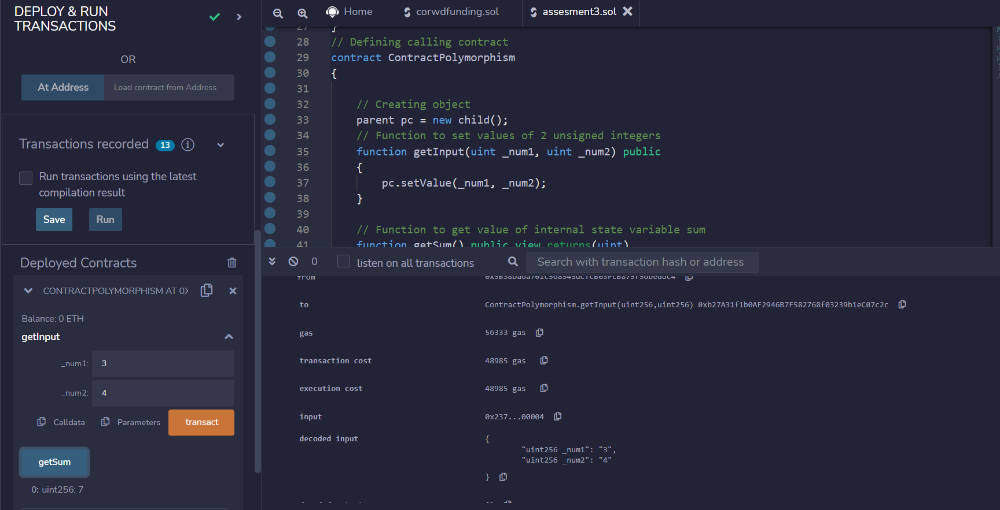 DEPLOY & RUN
TRANSACTIONS
OR
At Address
Load contract from Address
Transactions recorded 13
Run transactions using the latest
compilation result
Save
Run
Deployed Contracts
CONTRACTPOLYMORPHISM AT 0X
Balance: 0 ETH
getInput
_num1: 3
_num2: 4
Calldata
Parameters
transact
getSum
0: uint256: 7
Home
corwdfunding.sol
assesment3.sol
27 }
28 // Defining calling contract
29 contract ContractPolymorphism
30 {
31
32 // Creating object
33 parent pc = new child();
34 // Function to set values of 2 unsigned integers
35 function getInput(uint _num1, uint _num2) public
36 {
37 pc.setValue(_num1, _num2);
38 }
39
40 // Function to get value of internal state variable sum
41 function getSum() public view returns(uint)
0
listen on all transactions
Search with transaction hash or address
from
to ContractPolymorphism.getInput(uint256,uint256) 0xb27A31f1b0AF2946B7F582768f03239b1eC07c2c
gas 56333 gas
transaction cost 48985 gas
execution cost 48985 gas
input 0x237...00004
decoded input {
"uint256 _num1": "3",
"uint256 _num2": "4"
}